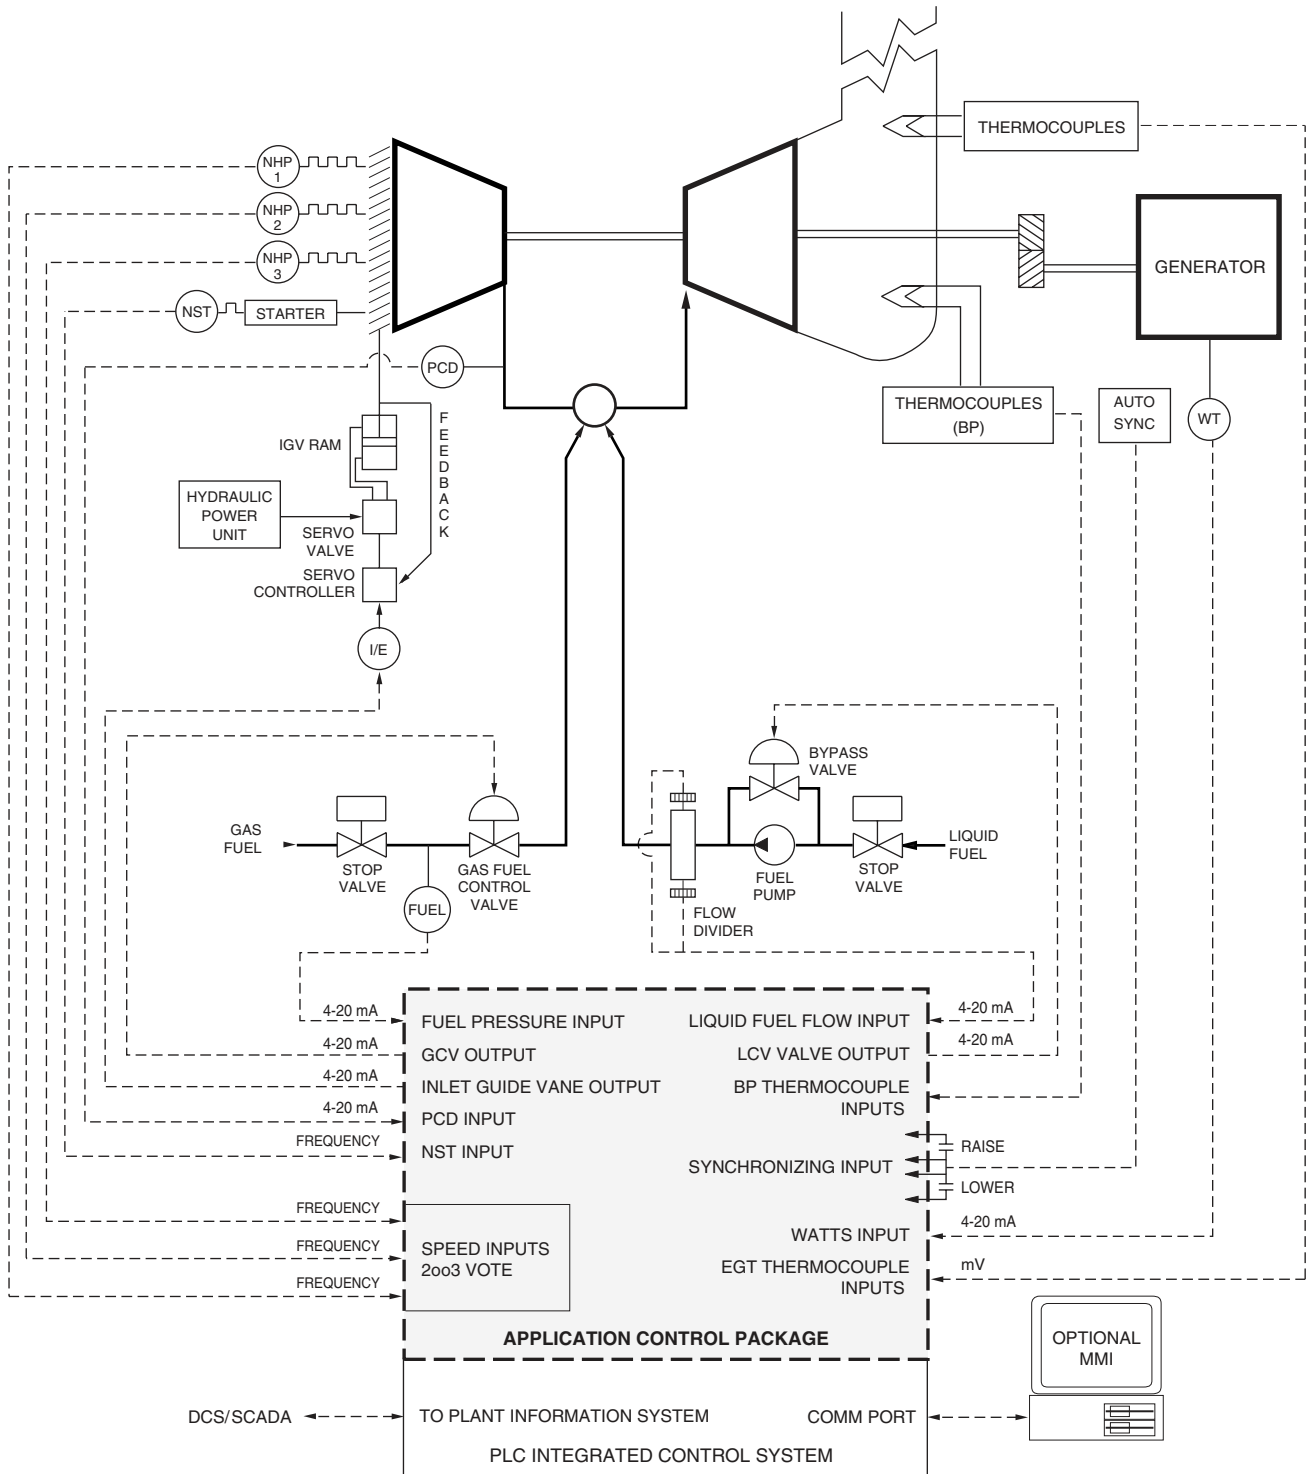 THERMOCOUPLES
NHP
1
NHP
2
NHP
3
NST
STARTER
GENERATOR
PCD
THERMOCOUPLES
(BP)
AUTO
SYNC
WT
IGV RAM
FEEDBACK
HYDRAULIC
POWER
UNIT
SERVO
VALVE
SERVO
CONTROLLER
I/E
BYPASS
VALVE
GAS
FUEL
STOP
VALVE
GAS FUEL
CONTROL
VALVE
FUEL
FLOW
DIVIDER
FUEL
PUMP
STOP
VALVE
LIQUID
FUEL
4-20 mA
FUEL PRESSURE INPUT
LIQUID FUEL FLOW INPUT
4-20 mA
4-20 mA
GCV OUTPUT
LCV VALVE OUTPUT
4-20 mA
4-20 mA
INLET GUIDE VANE OUTPUT
BP THERMOCOUPLE
INPUTS
4-20 mA
PCD INPUT
FREQUENCY
NST INPUT
RAISE
SYNCHRONIZING INPUT
LOWER
FREQUENCY
WATTS INPUT
4-20 mA
FREQUENCY
SPEED INPUTS
2oo3 VOTE
EGT THERMOCOUPLE
INPUTS
mV
FREQUENCY
APPLICATION CONTROL PACKAGE
OPTIONAL
MMI
DCS/SCADA
TO PLANT INFORMATION SYSTEM
COMM PORT
PLC INTEGRATED CONTROL SYSTEM